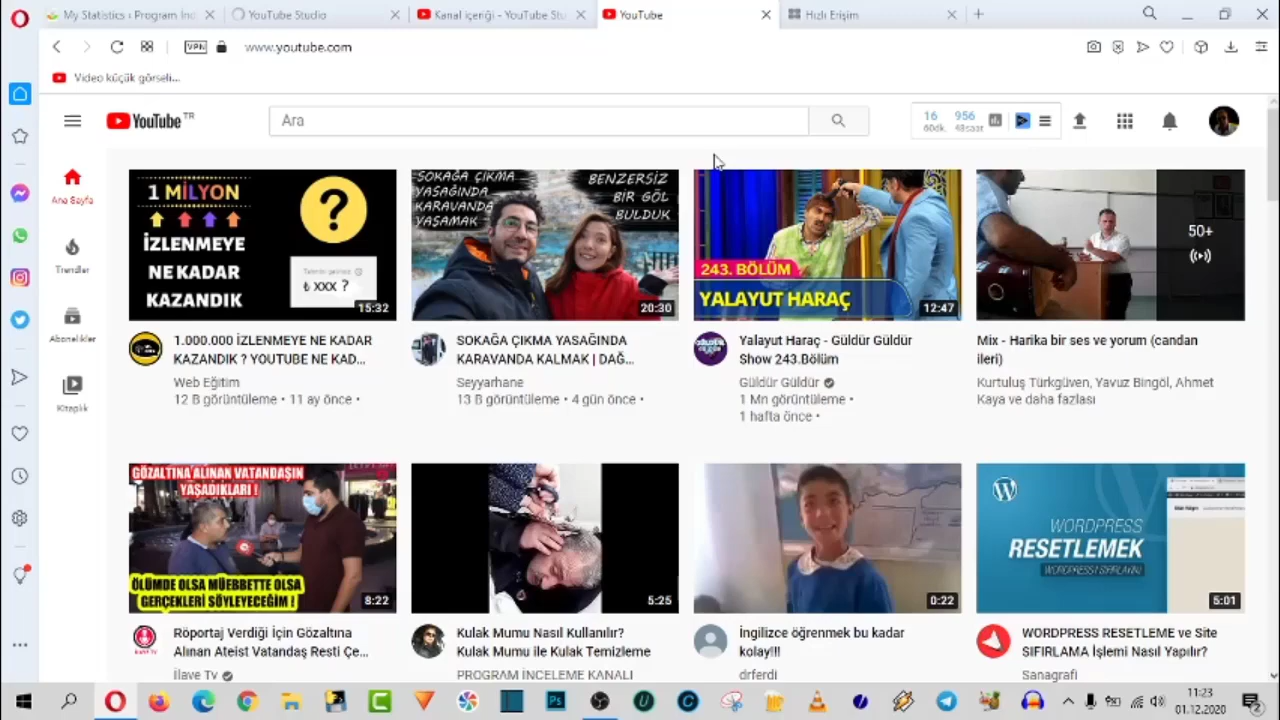 My Statistics ‹ Program İnc
YouTube Studio
Kanal içeriği - YouTube Stu
YouTube
Hızlı Erişim
VPN
www.youtube.com
Video küçük görseli...
YouTube TR
Ara
16
60dk.
956
48saat
Ana Sayfa
Trendler
Abonelikler
Kitaplık
1 MİLYON
İZLENMEYE
NE KADAR
KAZANDIK
?
₺ XXX ?
15:32
SOKAĞA ÇIKMA
YASAĞINDA
KARAVANDA
YAŞAMAK
BENZERSİZ
BİR GÖL
BULDUK
20:30
243. BÖLÜM
YALAYUT HARAÇ
12:47
50+
1.000.000 İZLENMEYE NE KADAR
KAZANDIK ? YOUTUBE NE KAD...
Web Eğitim
12 B görüntüleme • 11 ay önce •
SOKAĞA ÇIKMA YASAĞINDA
KARAVANDA KALMAK | DAĞ...
Seyyarhane
13 B görüntüleme • 4 gün önce •
Yalayut Haraç - Güldür Güldür
Show 243.Bölüm
Güldür Güldür
1 Mn görüntüleme •
1 hafta önce •
Mix - Harika bir ses ve yorum (candan
ileri)
Kurtuluş Türkgüven, Yavuz Bingöl, Ahmet
Kaya ve daha fazlası
GÖZALTINA ALINAN VATANDAŞIN
YAŞADIKLARI !
ÖLÜMDE OLSA MÜEBBETTE OLSA
GERÇEKLERİ SÖYLEYECEĞİM !
8:22
5:25
0:22
WORDPRESS
RESETLEMEK
WORDPRESS'I SIFIRLAMA
5:01
Röportaj Verdiği İçin Gözaltına
Alınan Ateist Vatandaş Resti Çe...
İlave Tv
Kulak Mumu Nasıl Kullanılır?
Kulak Mumu ile Kulak Temizleme
PROGRAM İNCELEME KANALI
İngilizce öğrenmek bu kadar
kolay!!!
drferdi
WORDPRESS RESETLEME ve Site
SIFIRLAMA İşlemi Nasıl Yapılır?
Sanagrafi
11:23
01.12.2020